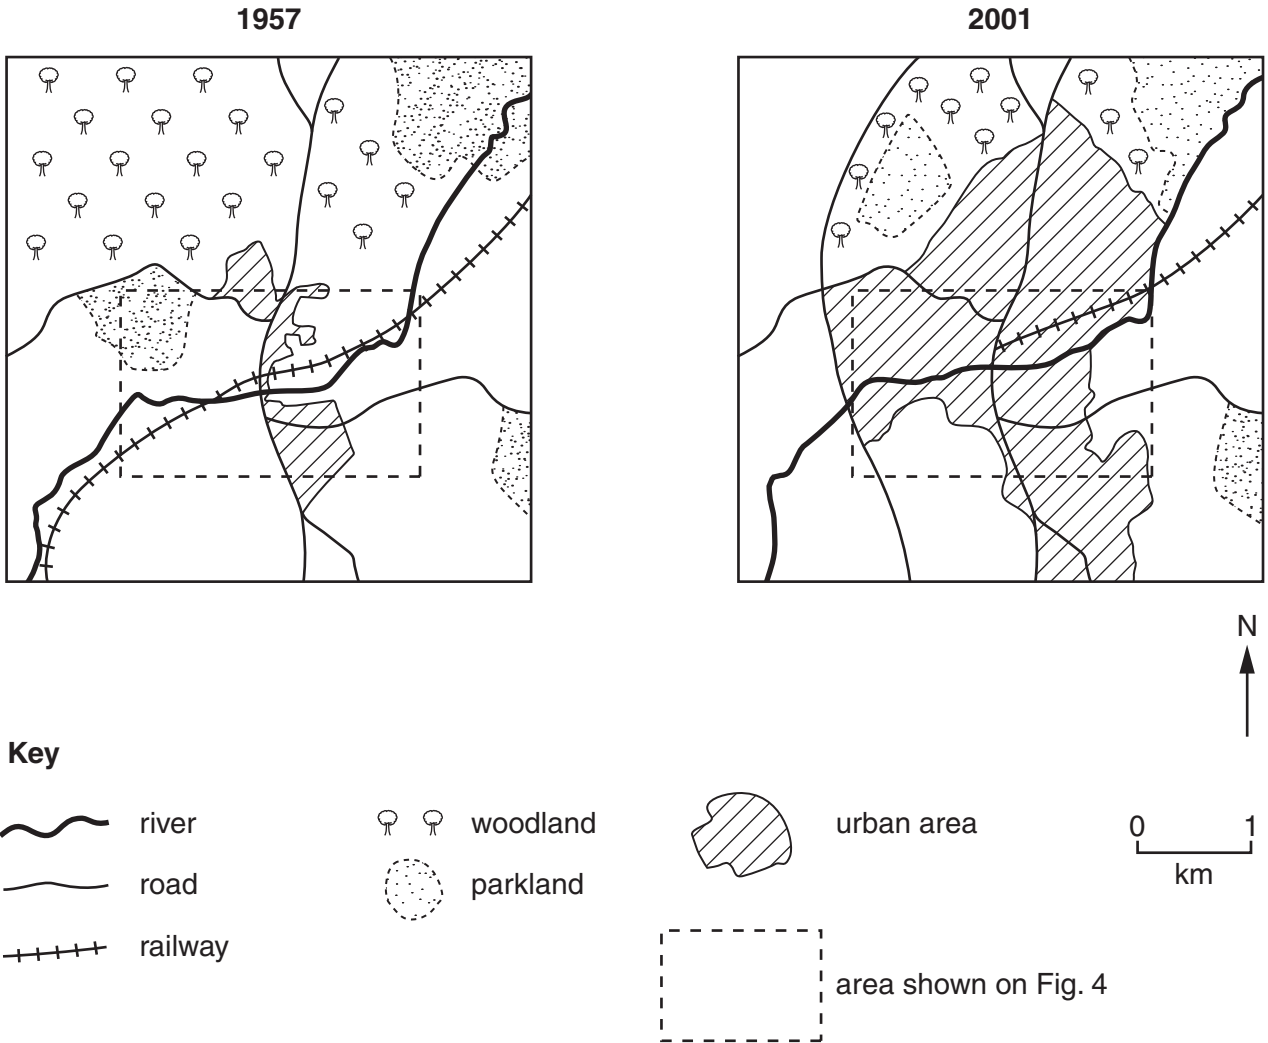 1957
2001
N
Key
river
road
railway
woodland
parkland
urban area
area shown on Fig. 4
0 1
km